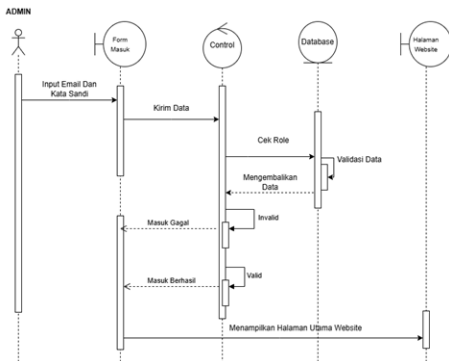 ADMIN
Form
Masuk
Control
Database
Halaman
Website
Input Email Dan
Kata Sandi
Kirim Data
Cek Role
Validasi Data
Mengembalikan
Data
Invalid
Masuk Gagal
Valid
Masuk Berhasil
Menampilkan Halaman Utama Website